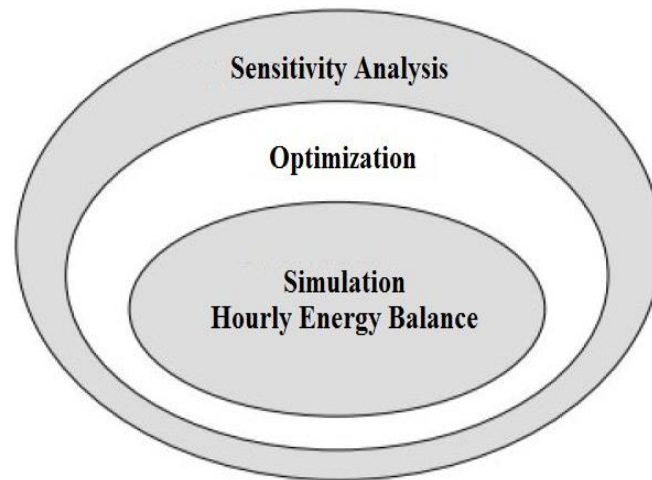 Sensitivity Analysis
Optimization
Simulation
Hourly Energy Balance